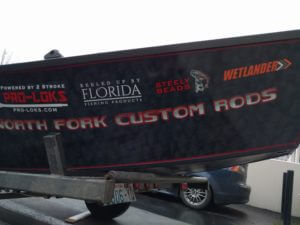 POWERED BY 2 STROKE
PRO-LOKS
PRO-LOKS.COM
REELED UP BY
FLORIDA
FISHING PRODUCTS
STEELY
BEADS
WETLANDER
NORTH FORK CUSTOM RODS